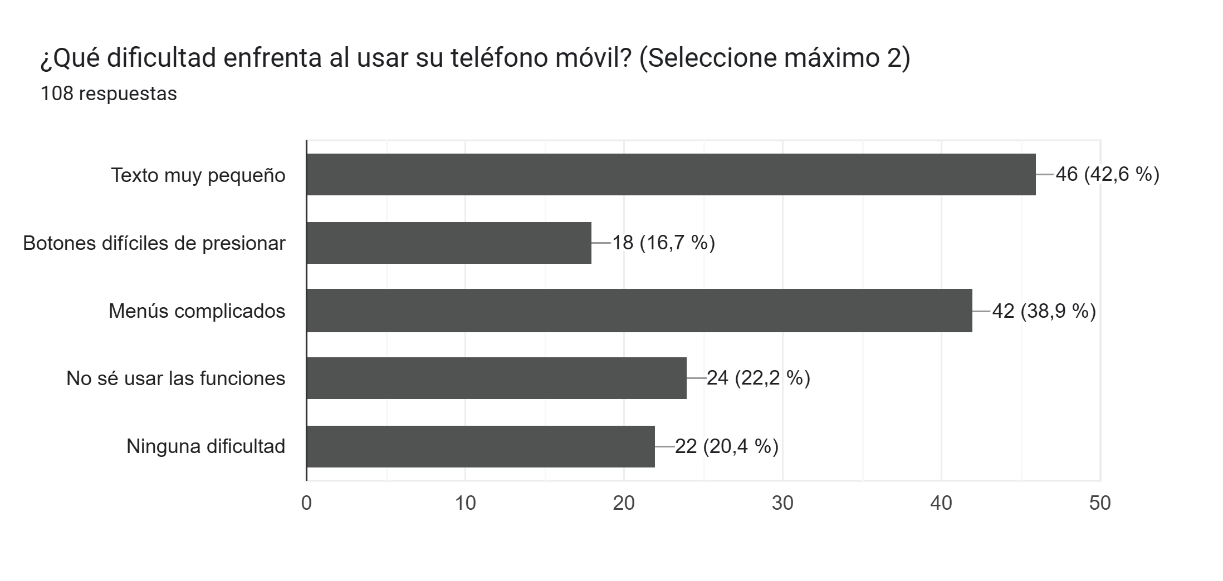 ¿Qué dificultad enfrenta al usar su teléfono móvil? (Seleccione máximo 2)
108 respuestas
Texto muy pequeño
46 (42,6 %)
Botones difíciles de presionar
18 (16,7 %)
Menús complicados
42 (38,9 %)
No sé usar las funciones
24 (22,2 %)
Ninguna dificultad
22 (20,4 %)
0 10 20 30 40 50